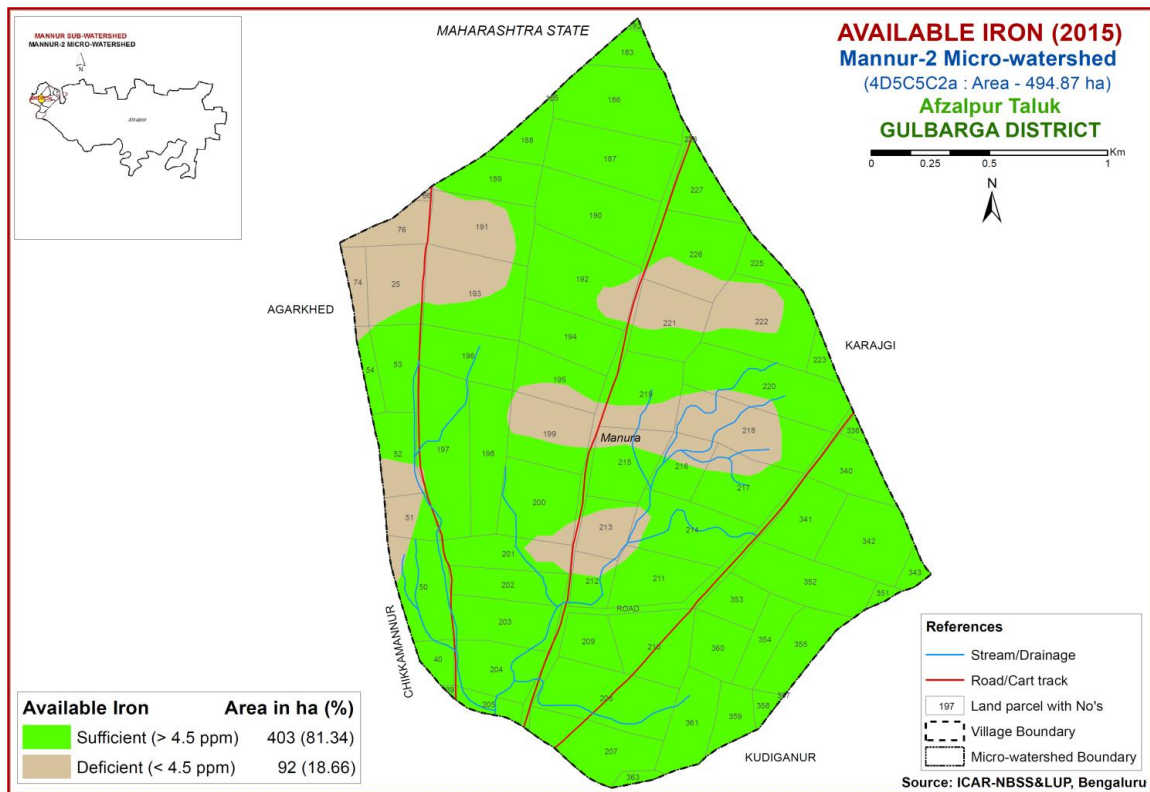 MANNUR SUB-WATERSHED
MANNUR-2 MICRO-WATERSHED
N
Afzalpur
MAHARASHTRA STATE
AVAILABLE IRON (2015)
Mannur-2 Micro-watershed
(4D5C5C2a : Area - 494.87 ha)
Afzalpur Taluk
GULBARGA DISTRICT
Km
0 0.25 0.5 1
N
183
186
188
187
189
227
190
76
191
226
225
192
74
25
193
221
222
AGARKHED
194
KARAJGI
196
223
53
54
195
220
219
199
Manura
218
336
197
198
52
215
216
340
217
200
51
213
214
341
342
201
212
211
343
202
352
351
50
ROAD
353
203
354
355
209
210
360
CHIKKAMANNUR
40
204
205
206
361
359
358
357
207
KUDIGANUR
363
References
Stream/Drainage
Road/Cart track
197 Land parcel with No's
Village Boundary
Micro-watershed Boundary
Available Iron Area in ha (%)
Sufficient (> 4.5 ppm) 403 (81.34)
Deficient (< 4.5 ppm) 92 (18.66)
Source: ICAR-NBSS&LUP, Bengaluru